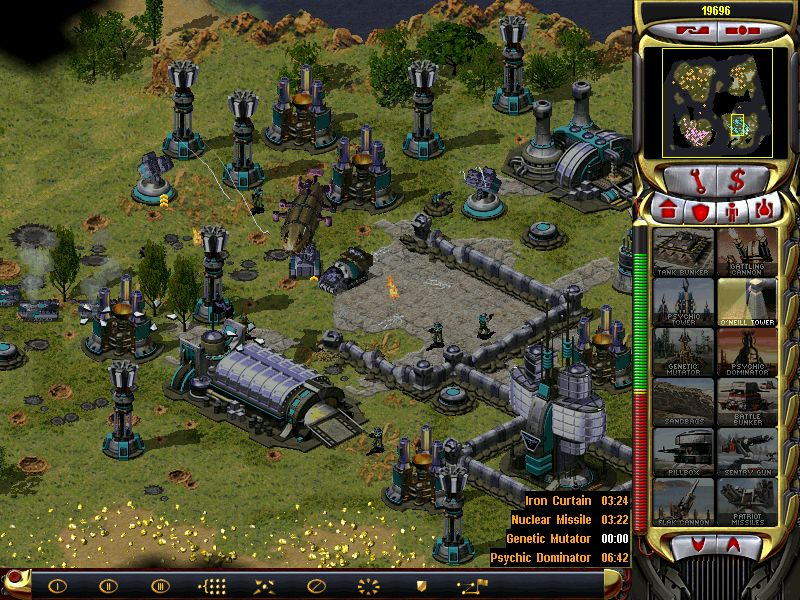 19696
TANK BUNKER
GATTLING CANNON
PSYCHIC TOWER
O'NEILL TOWER
GENETIC MUTATOR
PSYCHIC DOMINATOR
SANDBAGS
BATTLE BUNKER
PILLBOX
SENTRY GUN
FLAK CANNON
PATRIOT MISSILES
Iron Curtain 03:24
Nuclear Missile 03:22
Genetic Mutator 00:00
Psychic Dominator 06:42
I II III